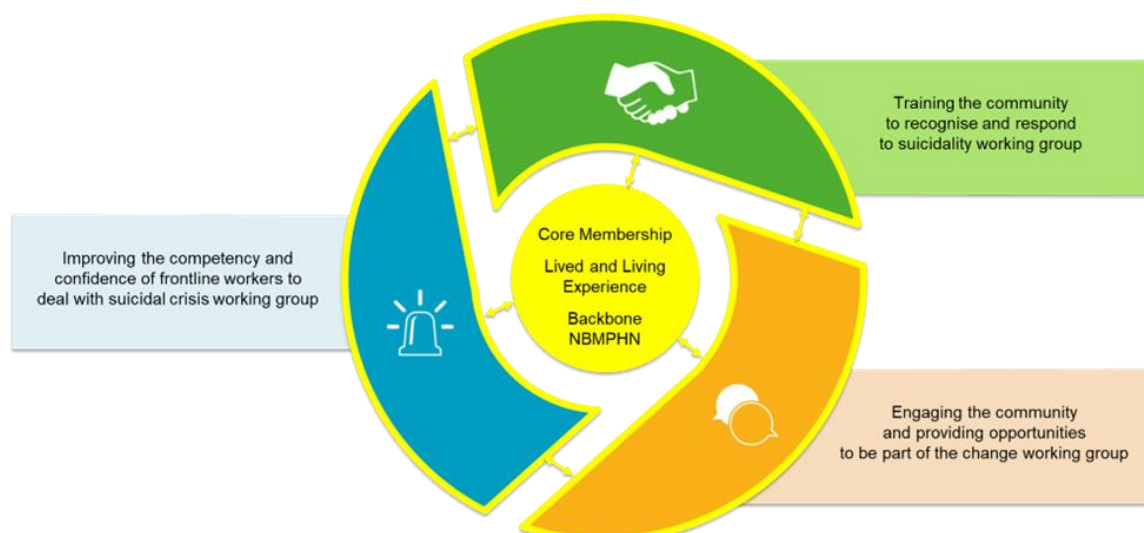 Training the community
to recognise and respond
to suicidality working group
Improving the competency and
confidence of frontline workers to
deal with suicidal crisis working group
Core Membership
Lived and Living
Experience
Backbone
NBMPHN
Engaging the community
and providing opportunities
to be part of the change working group